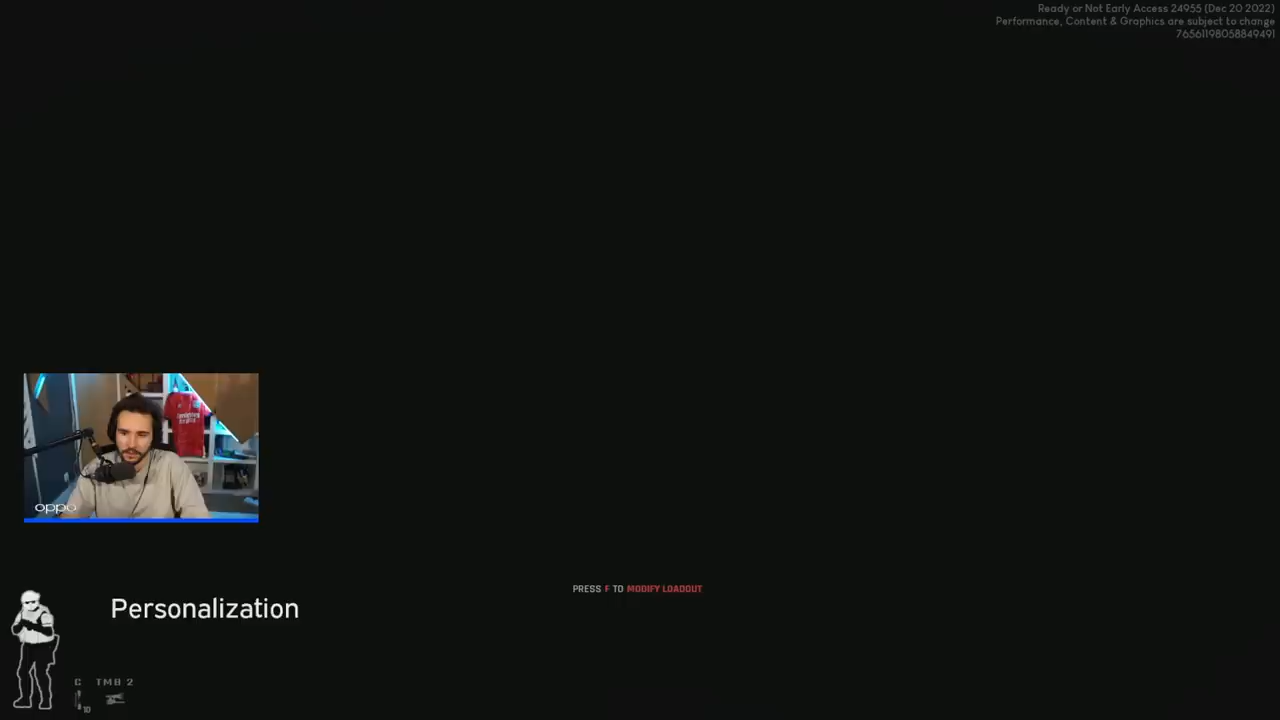 Ready or Not Early Access 24955 (Dec 20 2022)
Performance, Content & Graphics are subject to change
76561198058849491
oppo
PRESS F TO MODIFY LOADOUT
Personalization
C TMB 2
10